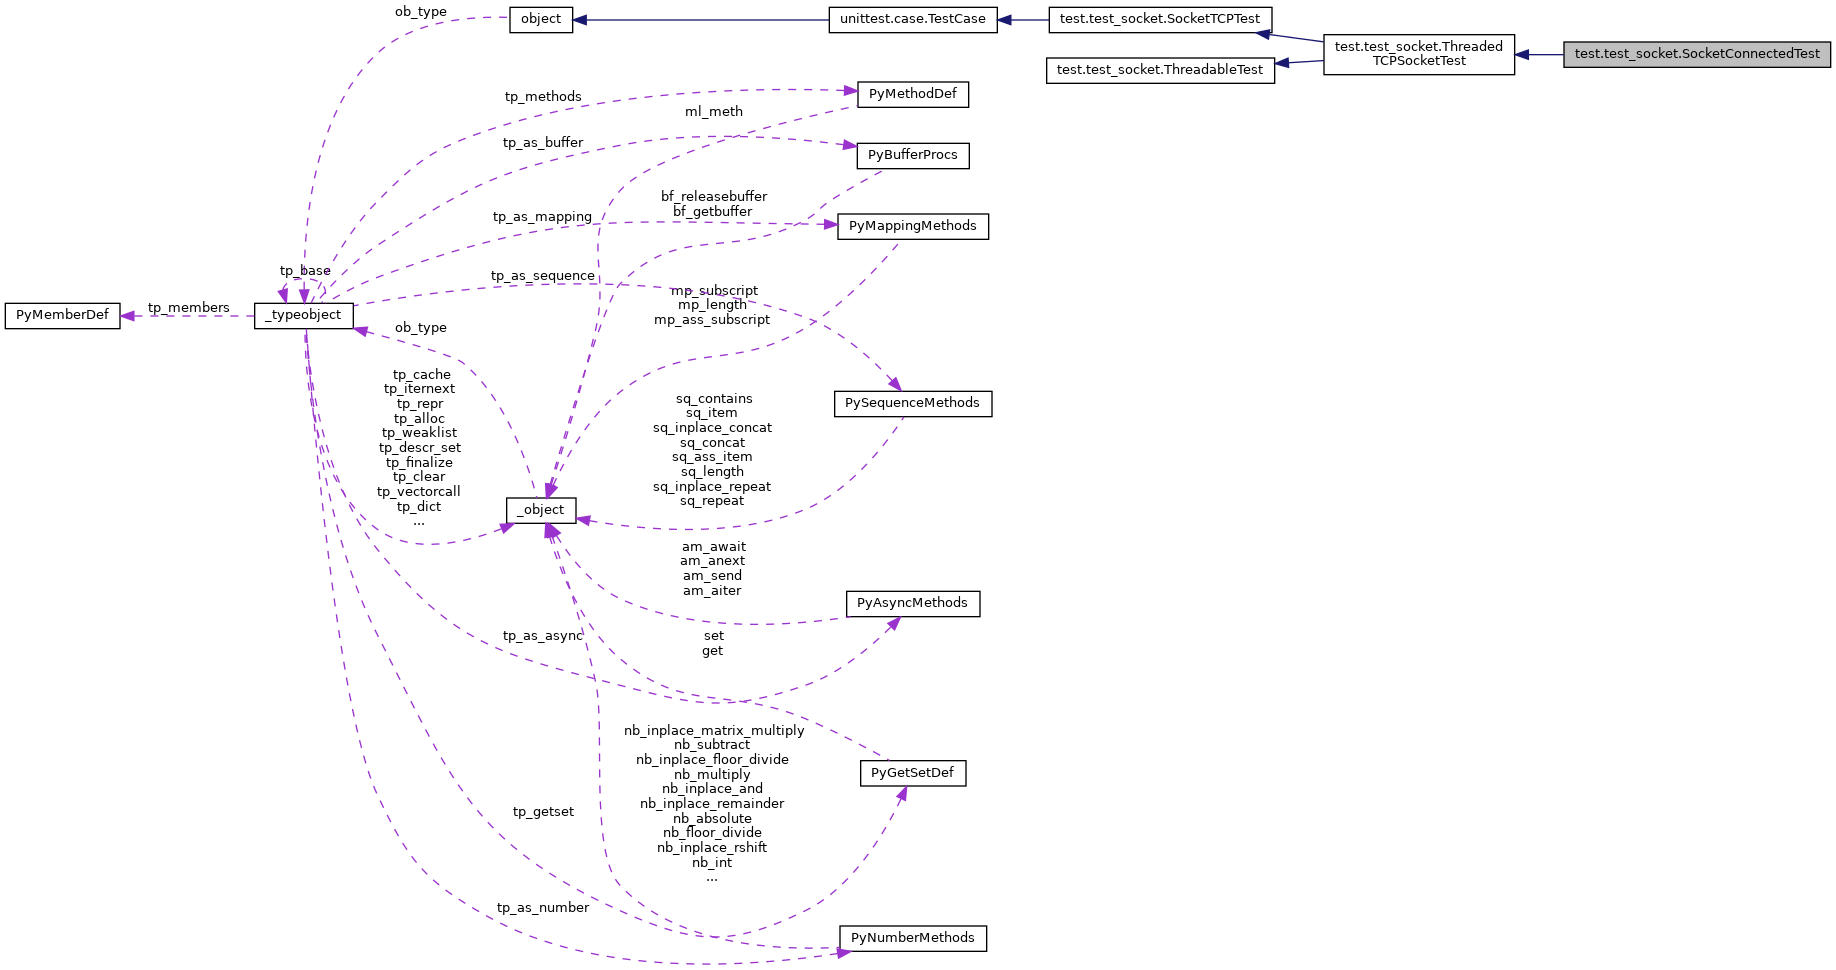 ob_type
object
unittest.case.TestCase
test.test_socket.SocketTCPTest
test.test_socket.Threaded
TCPSocketTest
test.test_socket.SocketConnectedTest
test.test_socket.ThreadableTest
tp_methods
PyMethodDef
ml_meth
tp_as_buffer
PyBufferProcs
bf_releasebuffer
bf_getbuffer
tp_as_mapping
PyMappingMethods
tp_base
tp_as_sequence
mp_subscript
mp_length
mp_ass_subscript
PyMemberDef
tp_members
_typeobject
ob_type
tp_cache
tp_iternext
tp_repr
tp_alloc
tp_weaklist
tp_descr_set
tp_finalize
tp_clear
tp_vectorcall
tp_dict
...
sq_contains
sq_item
sq_inplace_concat
sq_concat
sq_ass_item
sq_length
sq_inplace_repeat
sq_repeat
PySequenceMethods
_object
am_await
am_anext
am_send
am_aiter
PyAsyncMethods
tp_as_async
set
get
nb_inplace_matrix_multiply
nb_subtract
nb_inplace_floor_divide
nb_multiply
nb_inplace_and
nb_inplace_remainder
nb_absolute
nb_floor_divide
nb_inplace_rshift
nb_int
...
PyGetSetDef
tp_getset
tp_as_number
PyNumberMethods